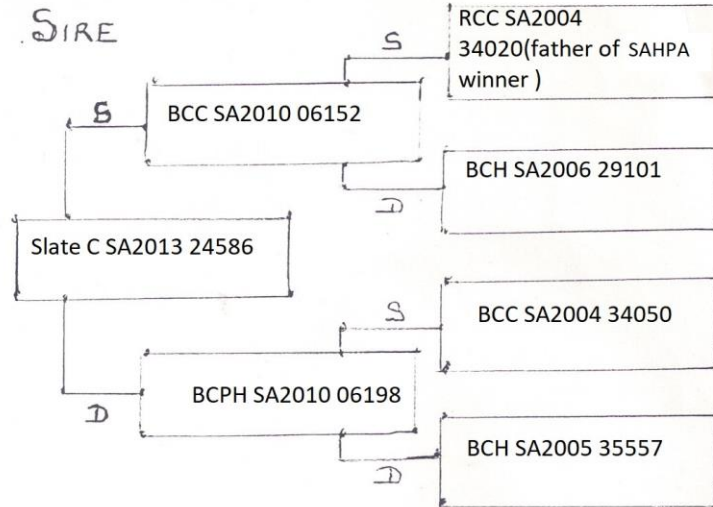 SIRE
S
RCC SA2004
34020(father of SAHPA
winner )
S
BCC SA2010 06152
D
BCH SA2006 29101
Slate C SA2013 24586
S
BCC SA2004 34050
D
BCPH SA2010 06198
D
BCH SA2005 35557